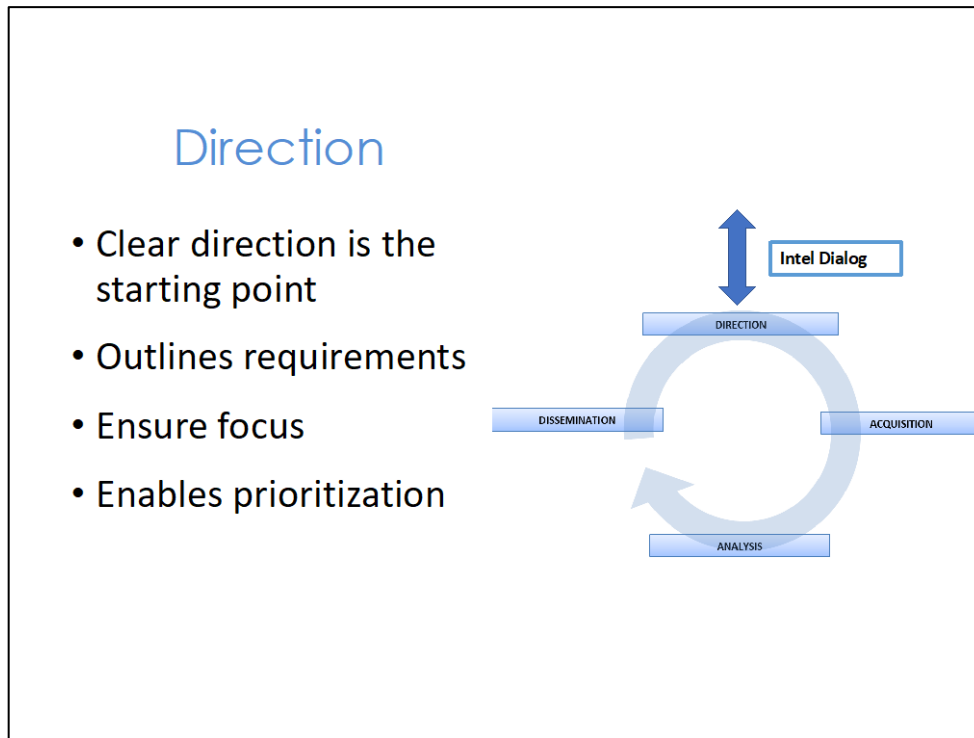 Direction
• Clear direction is the
starting point
• Outlines requirements
• Ensure focus
• Enables prioritization
Intel Dialog
DIRECTION
DISSEMINATION
ACQUISITION
ANALYSIS